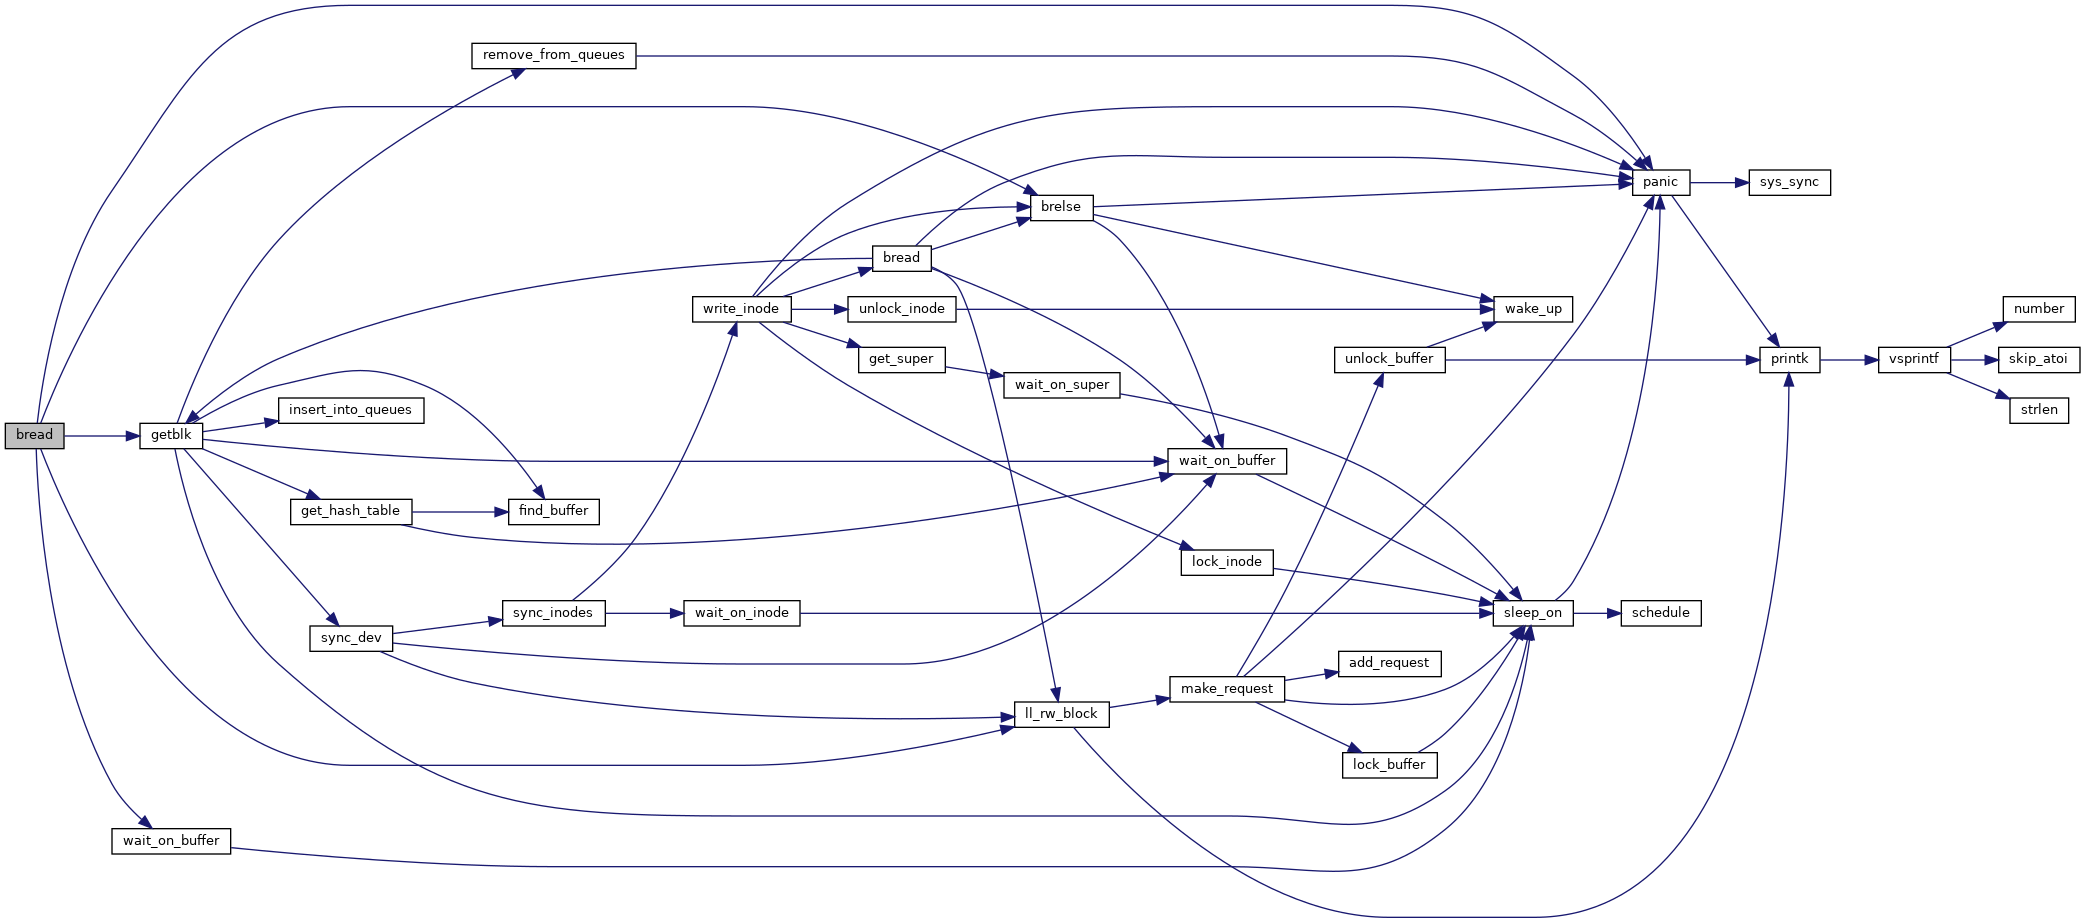 remove_from_queues
panic
sys_sync
brelse
bread
write_inode
unlock_inode
wake_up
number
get_super
unlock_buffer
printk
vsprintf
skip_atoi
wait_on_super
insert_into_queues
strlen
bread
getblk
wait_on_buffer
get_hash_table
find_buffer
lock_inode
sync_inodes
wait_on_inode
sleep_on
schedule
sync_dev
add_request
make_request
ll_rw_block
lock_buffer
wait_on_buffer